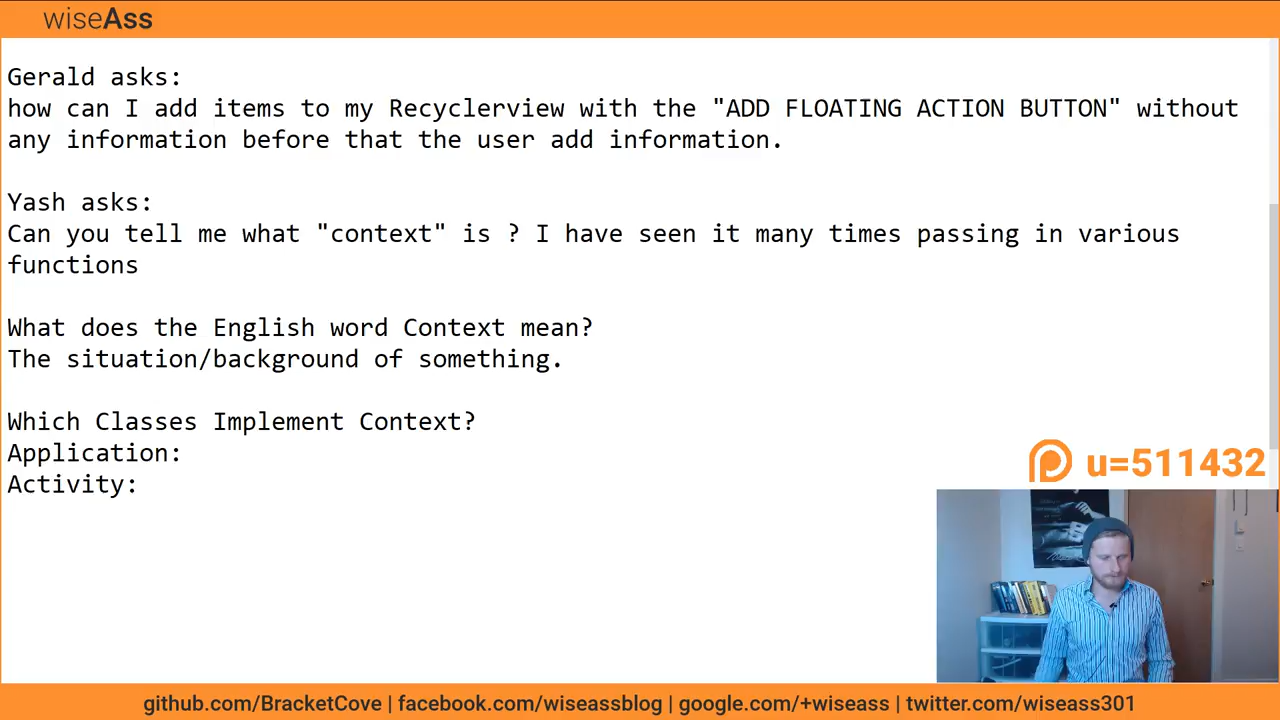 wiseAss
Gerald asks:
how can I add items to my Recyclerview with the "ADD FLOATING ACTION BUTTON" without
any information before that the user add information.
Yash asks:
Can you tell me what "context" is ? I have seen it many times passing in various
functions
What does the English word Context mean?
The situation/background of something.
Which Classes Implement Context?
Application:
Activity:
u=511432
github.com/BracketCove | facebook.com/wiseassblog | google.com/+wiseass | twitter.com/wiseass301